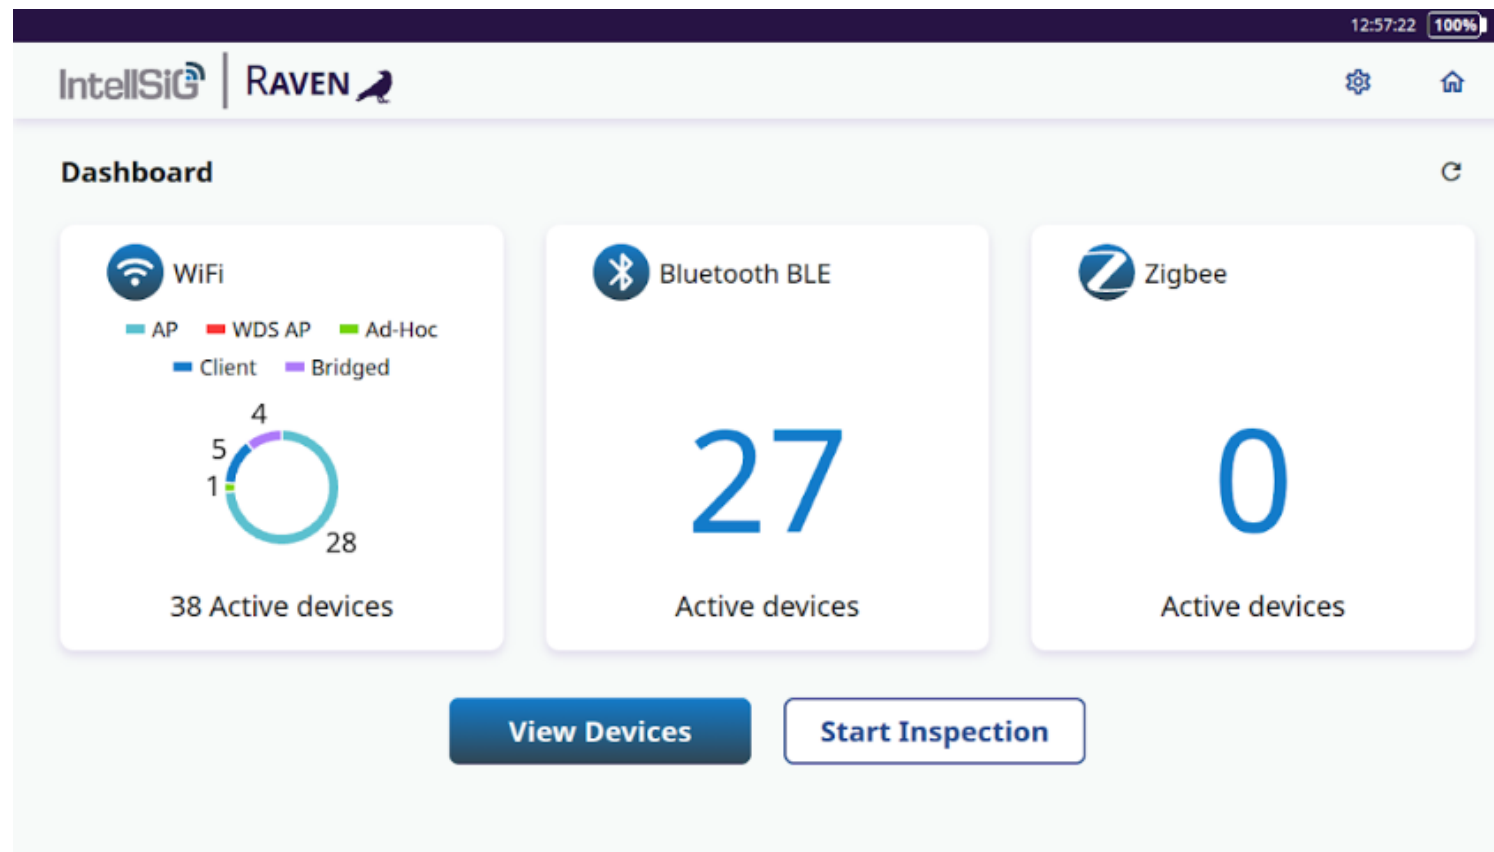 12:57:22 100%
IntellSiG RAVEN
Dashboard
WiFi
AP WDS AP Ad-Hoc
Client Bridged
4
5
1
28
38 Active devices
Bluetooth BLE
27
Active devices
Zigbee
0
Active devices
View Devices Start Inspection